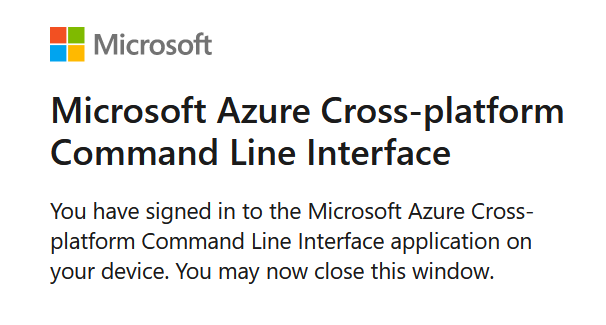 Microsoft
Microsoft Azure Cross-platform
Command Line Interface
You have signed in to the Microsoft Azure Cross-
platform Command Line Interface application on
your device. You may now close this window.